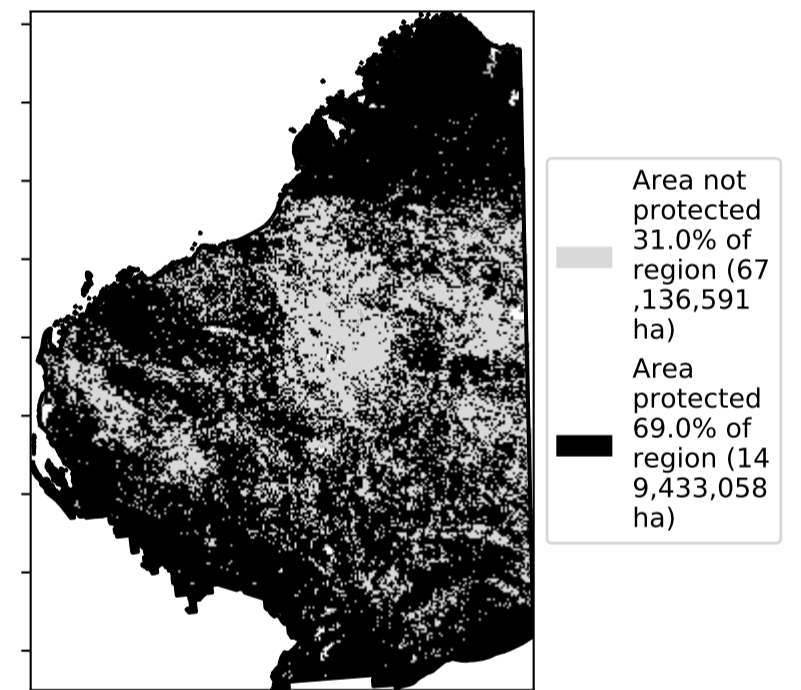 Area not
protected
31.0% of
region (67
,136,591
ha)
Area
protected
69.0% of
region (14
9,433,058
ha)